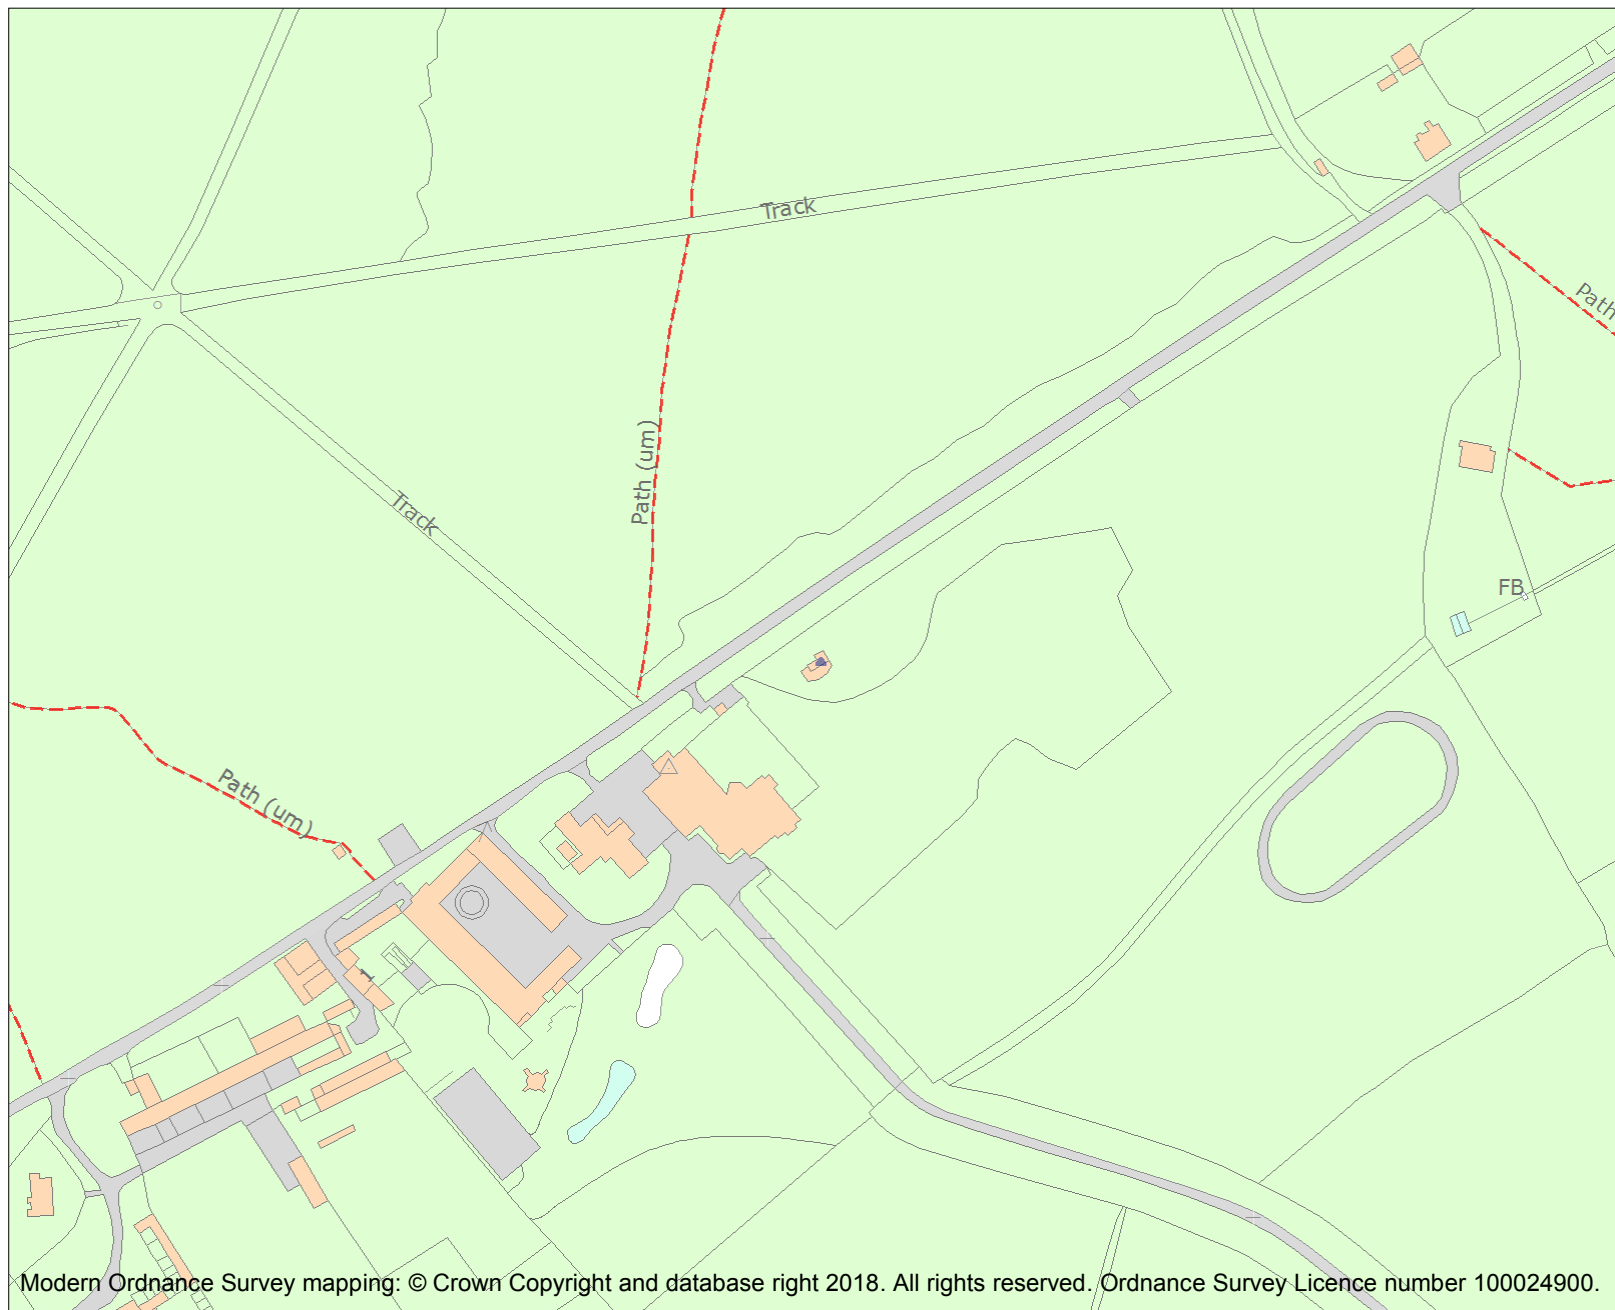 Track
Path
Path (um)
Track
FB
Path (um)
1
Modern Ordnance Survey mapping: © Crown Copyright and database right 2018. All rights reserved. Ordnance Survey Licence number 100024900.